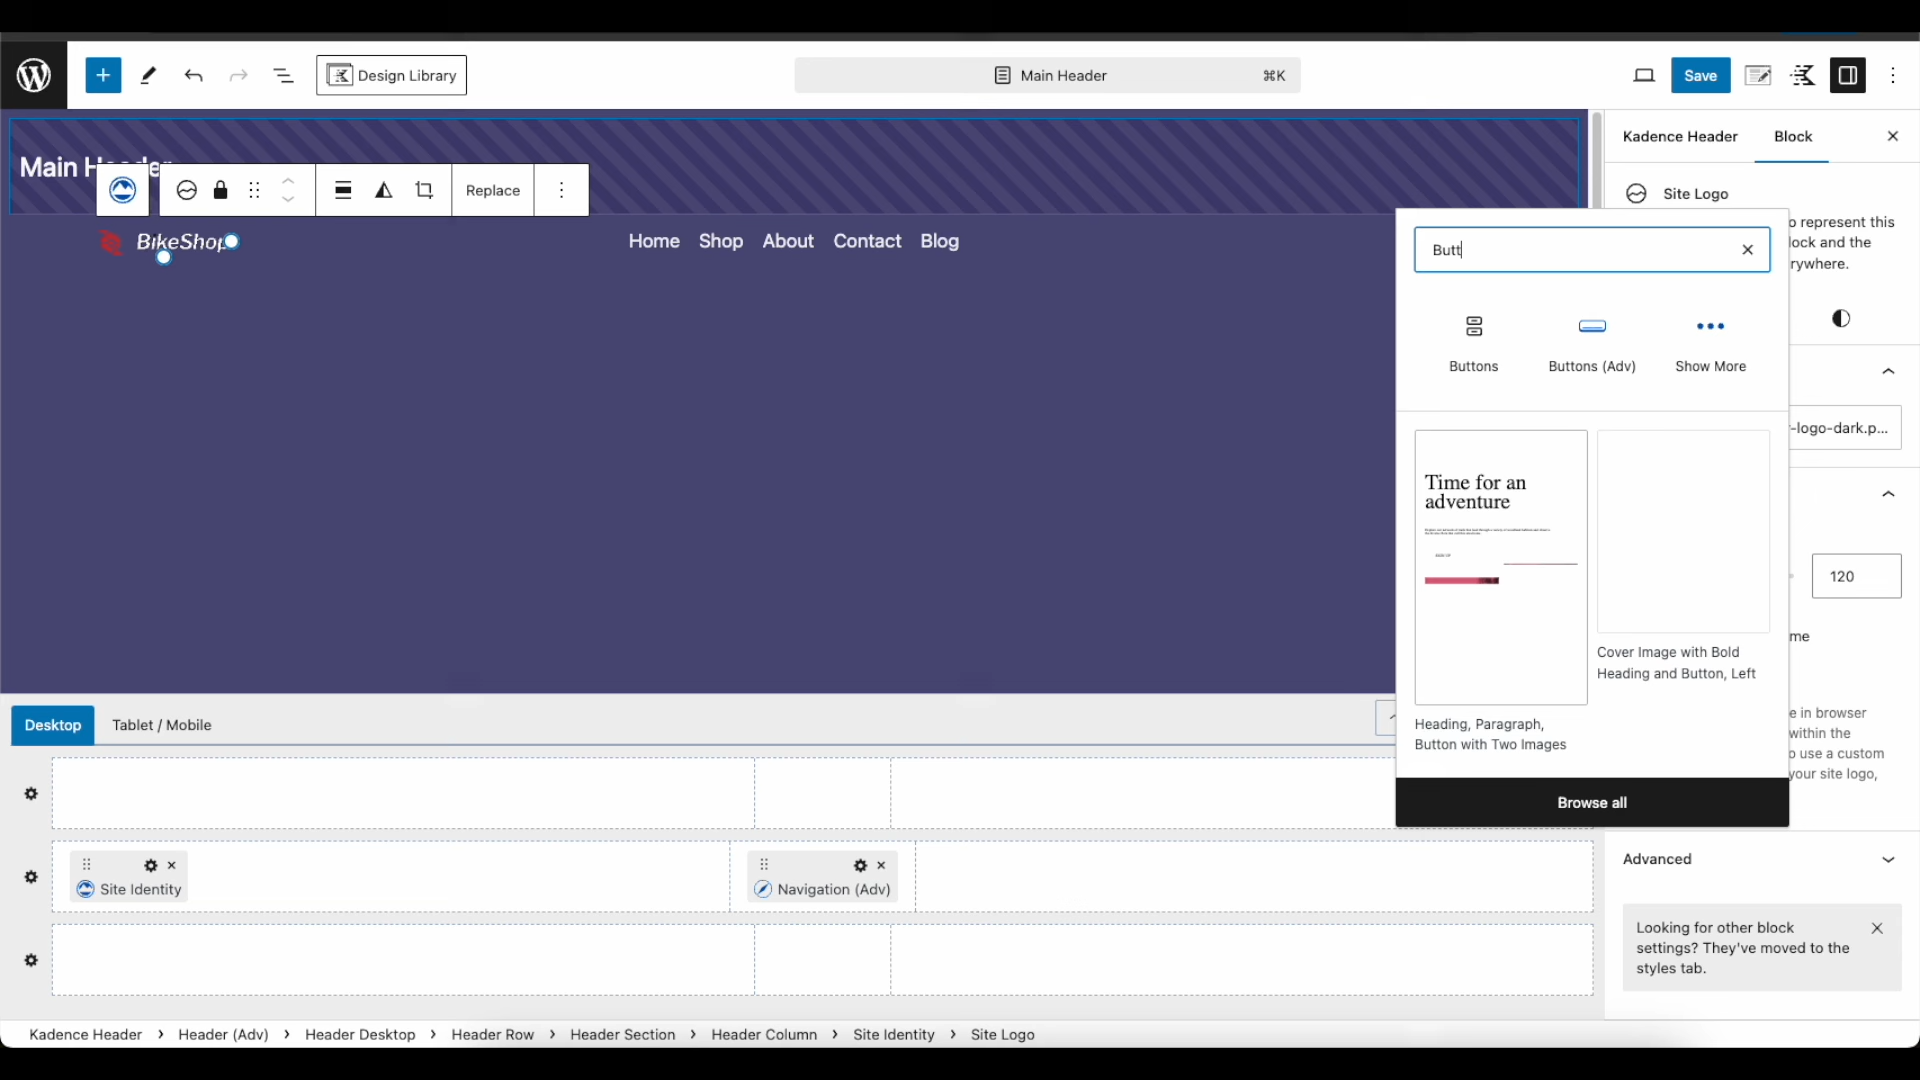 Design Library
Main Header
⌘K
Save
Main Header
Replace
BikeShop
Home
Shop
About
Contact
Blog
Kadence Header
Block
Site Logo
o represent this
lock and the
rywhere.
Butt
Buttons
Buttons (Adv)
Show More
-logo-dark.p...
Time for an
adventure
120
me
Cover Image with Bold
Heading and Button, Left
Heading, Paragraph,
Button with Two Images
e in browser
within the
o use a custom
your site logo,
Browse all
Desktop
Tablet / Mobile
Site Identity
Navigation (Adv)
Advanced
Looking for other block
settings? They've moved to the
styles tab.
Kadence Header > Header (Adv) > Header Desktop > Header Row > Header Section > Header Column > Site Identity > Site Logo